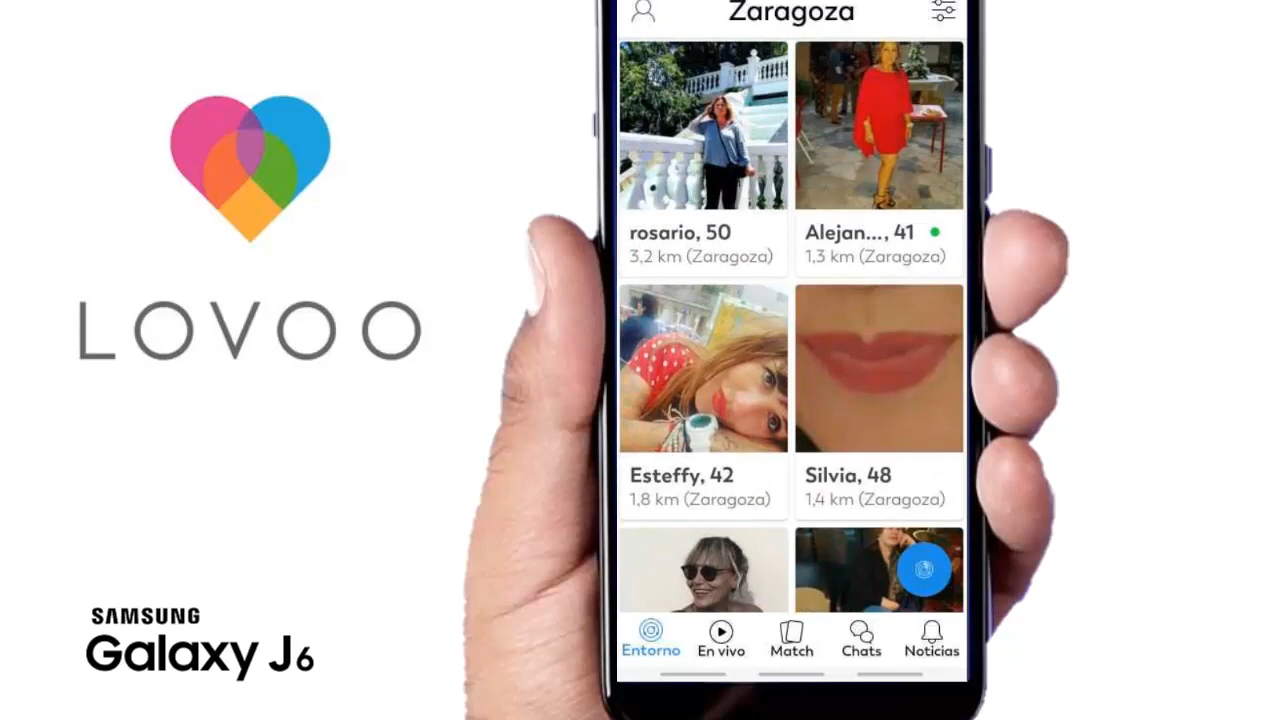 LOVOO
SAMSUNG
Galaxy J6
Zaragoza
rosario, 50
3,2 km (Zaragoza)
Alejan..., 41
1,3 km (Zaragoza)
Esteffy, 42
1,8 km (Zaragoza)
Silvia, 48
1,4 km (Zaragoza)
Entorno
En vivo
Match
Chats
Noticias